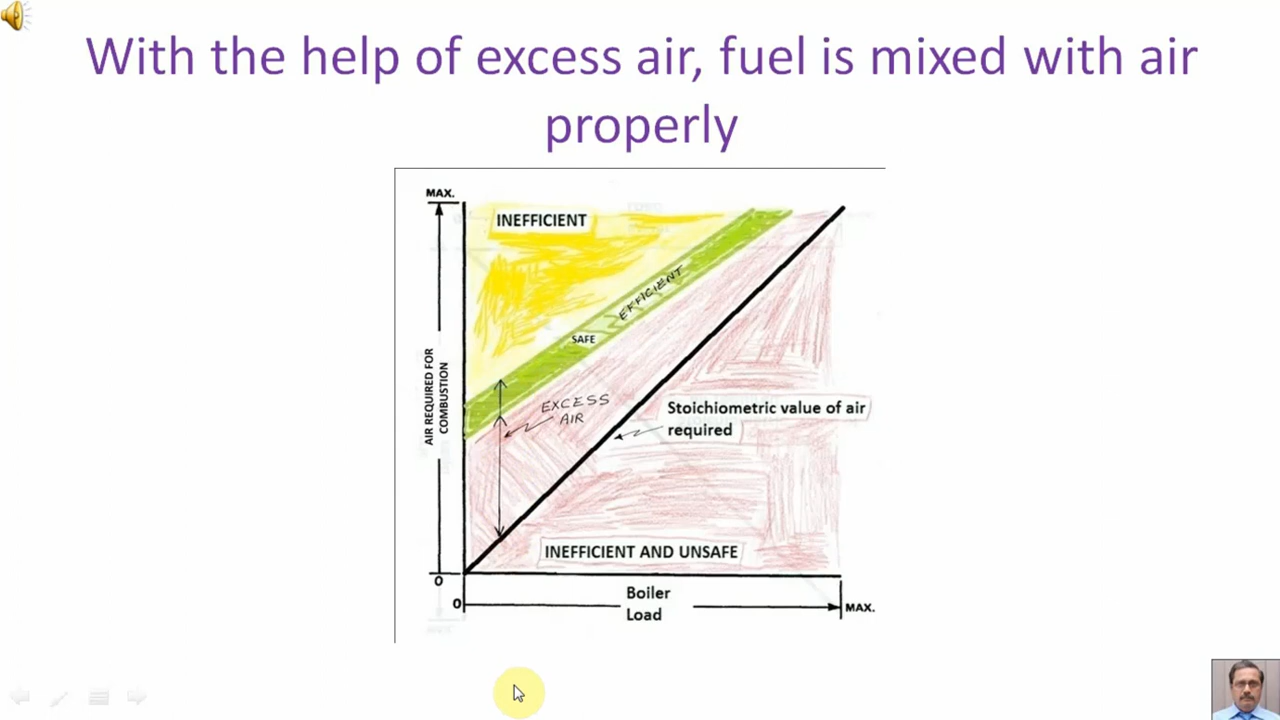 With the help of excess air, fuel is mixed with air
properly
MAX.
INEFFICIENT
EFFICIENT
SAFE
AIR REQUIRED FOR
COMBUSTION
EXCESS
AIR
Stoichiometric value of air
required
INEFFICIENT AND UNSAFE
0
0
Boiler
Load
MAX.